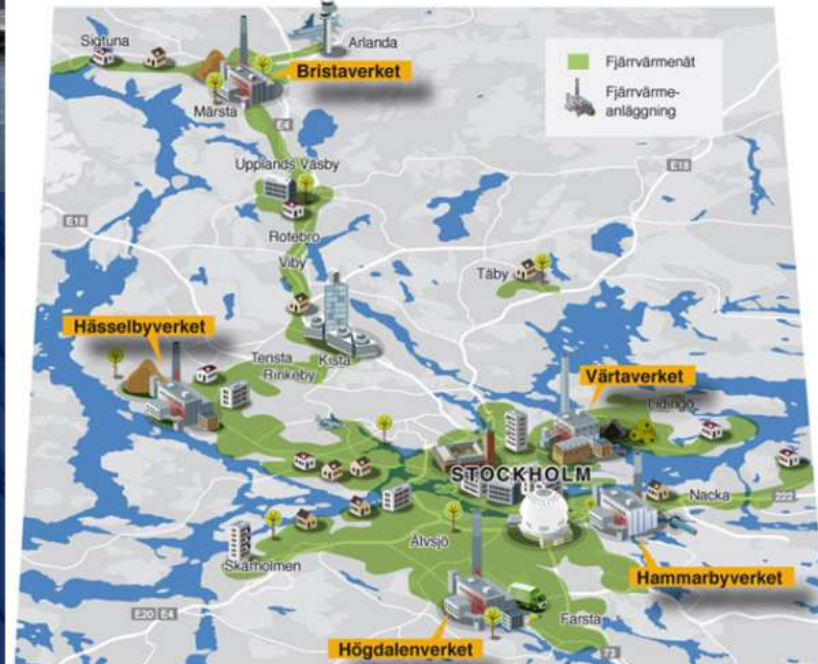 Sigtuna
Arlanda
Bristaverket
Märsta
E4
Fjärrvärmenät
Fjärrvärme-
anläggning
Upplands Väsby
E18
E18
Rotebro
Viby
Täby
Hässelbyverket
Tensta
Kista
Rinkeby
Värtaverket
Lidingö
STOCKHOLM
Nacka
222
Älvsjö
Skärholmen
Hammarbyverket
E20 E4
Farsta
Högdalenverket
73